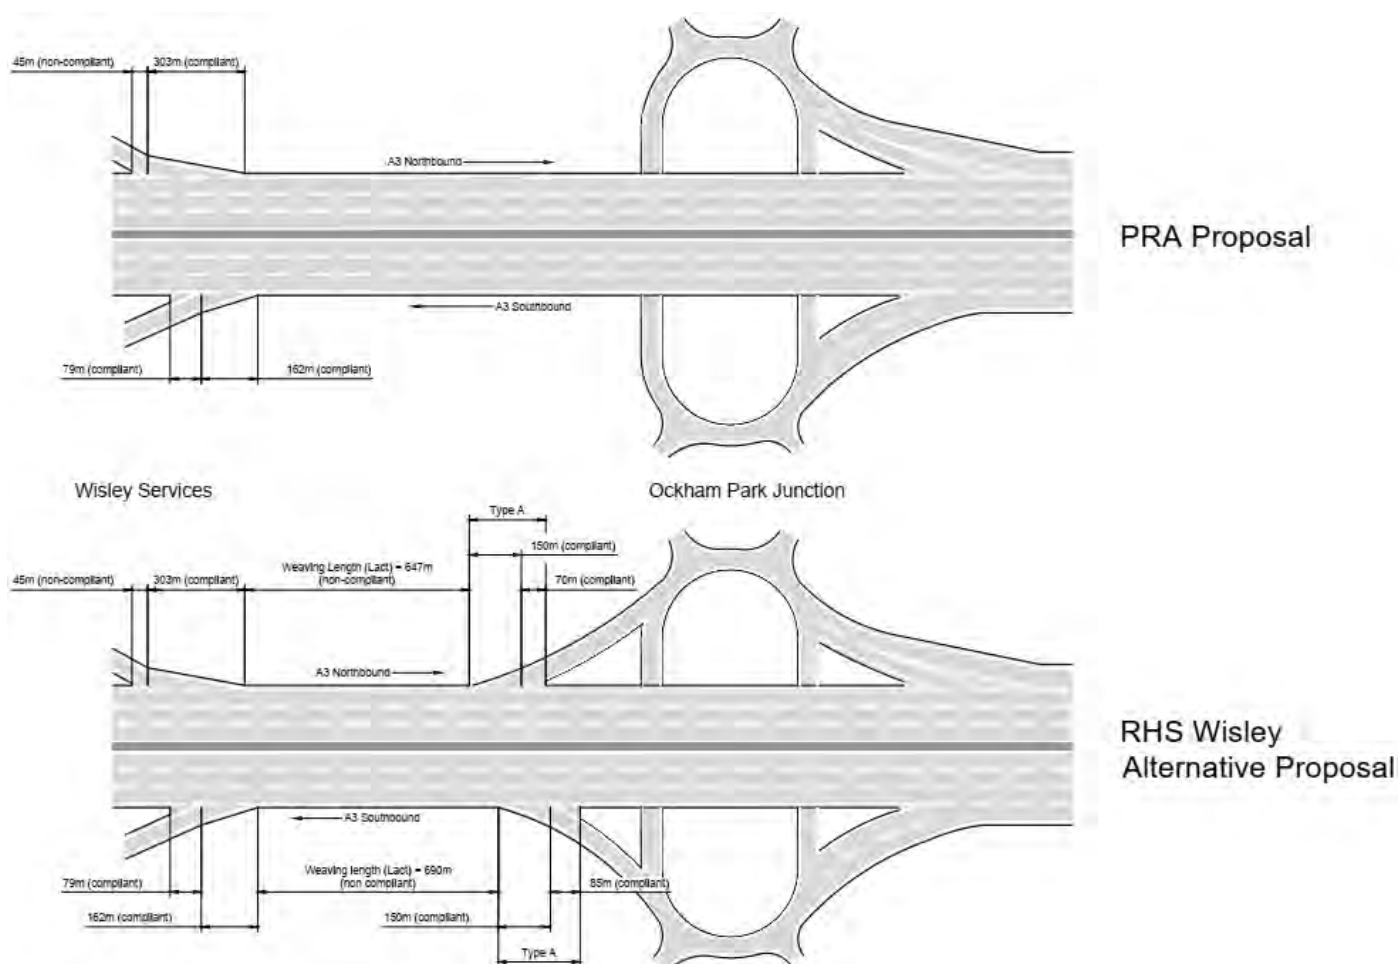 45m (non-compliant)
303m (compliant)
A3 Northbound
PRA Proposal
A3 Southbound
79m (compliant)
162m (compliant)
Wisley Services
Ockham Park Junction
Type A
150m (compliant)
45m (non-compliant)
303m (compliant)
Weaving Length (Lact) = 647m
(non-compliant)
70m (compliant)
A3 Northbound
RHS Wisley
Alternative Proposal
A3 Southbound
79m (compliant)
Weaving length (Lact) = 690m
(non compliant)
85m (compliant)
162m (compliant)
150m (compliant)
Type A